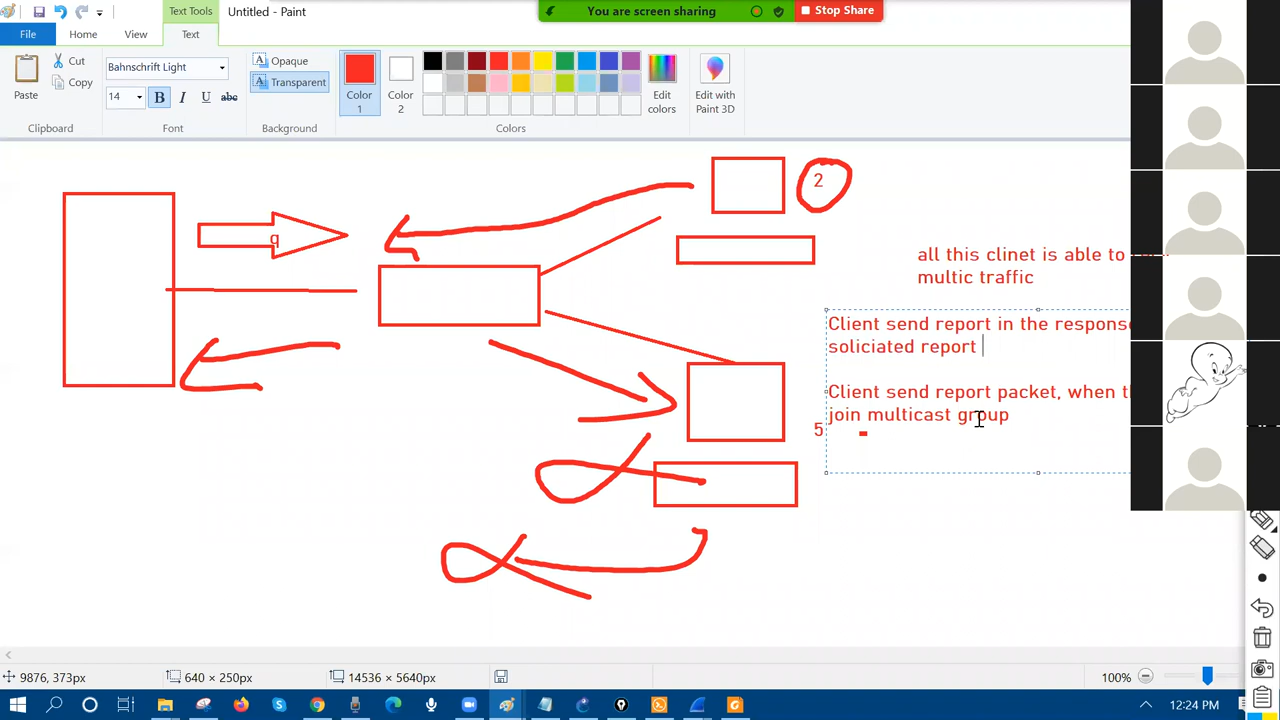 Text Tools
Untitled - Paint
You are screen sharing
Stop Share
File
Home
View
Text
Paste
Cut
Copy
Clipboard
Bahnschrift Light
14
B I U abc
Font
Opaque
Transparent
Background
Color 1
Color 2
Edit colors
Edit with Paint 3D
Colors
q
2
all this clinet is able to
multic traffic
Client send report in the response
soliciated report
Client send report packet, when
join multicast group
5
9876, 373px
640 × 250px
14536 × 5640px
100%
12:24 PM